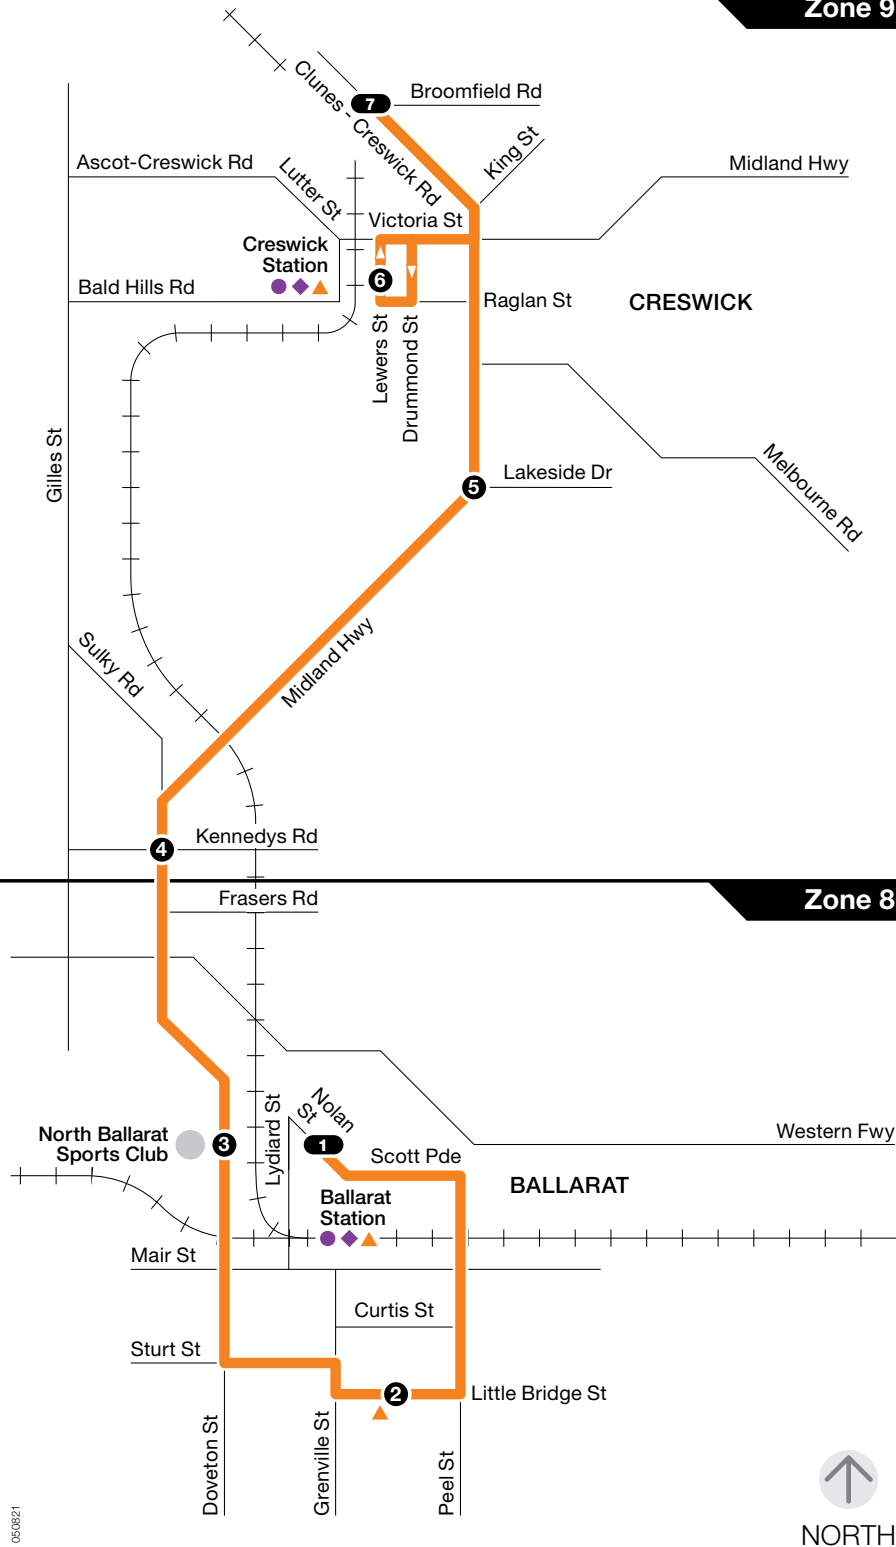 Zone 9
Clunes - Creswick Rd
7
Broomfield Rd
King St
Ascot-Creswick Rd
Lutter St
Midland Hwy
Victoria St
Creswick
Station
6
Bald Hills Rd
Raglan St
CRESWICK
Lewers St
Drummond St
Gilles St
Melbourne Rd
Lakeside Dr
5
Midland Hwy
Sulky Rd
Kennedys Rd
4
Zone 8
Frasers Rd
Lydiard St
Nolan
St
North Ballarat
Sports Club
3
1
Western Fwy
Scott Pde
BALLARAT
Ballarat
Station
Mair St
Curtis St
Sturt St
2
Little Bridge St
Doveton St
Grenville St
Peel St
050821
NORTH